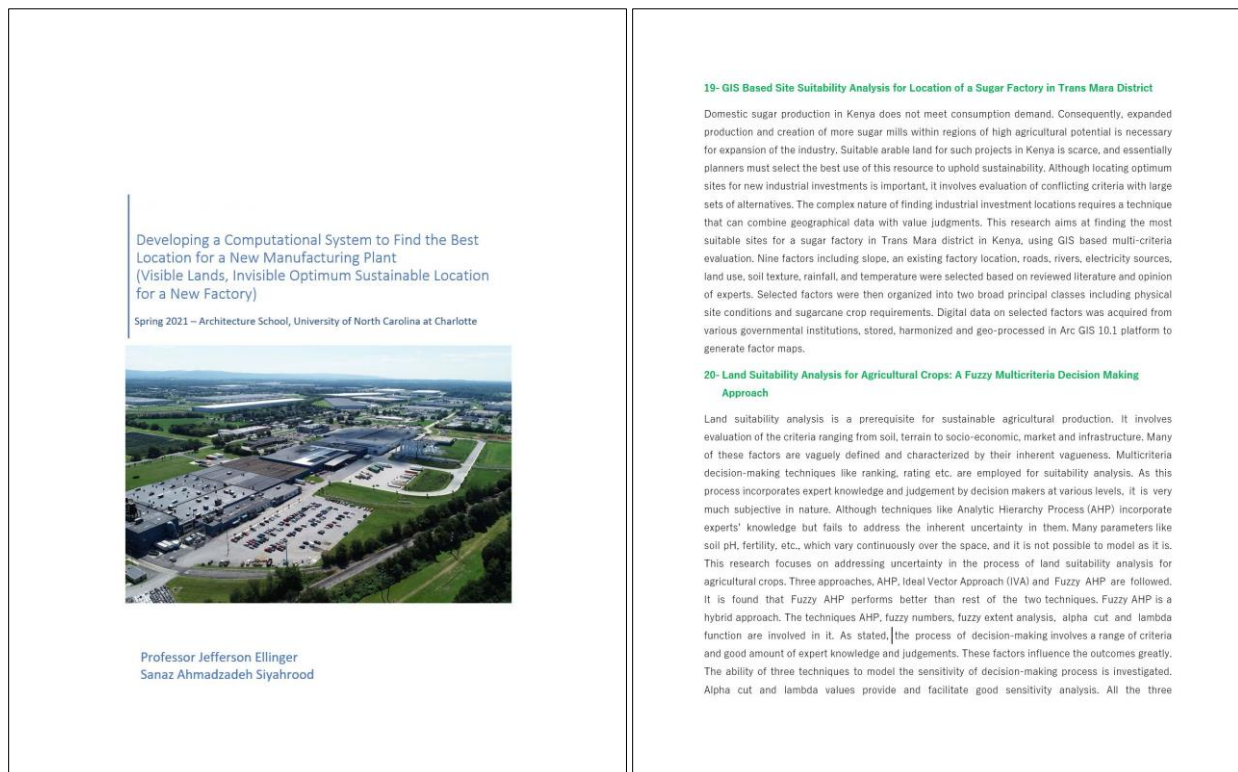 Developing a Computational System to Find the Best
Location for a New Manufacturing Plant
(Visible Lands, Invisible Optimum Sustainable Location
for a New Factory)
Spring 2021 – Architecture School, University of North Carolina at Charlotte
Professor Jefferson Ellinger
Sanaz Ahmadzadeh Siyahrood
19- GIS Based Site Suitability Analysis for Location of a Sugar Factory in Trans Mara District
Domestic sugar production in Kenya does not meet consumption demand. Consequently, expanded
production and creation of more sugar mills within regions of high agricultural potential is necessary
for expansion of the industry. Suitable arable land for such projects in Kenya is scarce, and essentially
planners must select the best use of this resource to uphold sustainability. Although locating optimum
sites for new industrial investments is important, it involves evaluation of conflicting criteria with large
sets of alternatives. The complex nature of finding industrial investment locations requires a technique
that can combine geographical data with value judgments. This research aims at finding the most
suitable sites for a sugar factory in Trans Mara district in Kenya, using GIS based multi-criteria
evaluation. Nine factors including slope, an existing factory location, roads, rivers, electricity sources,
land use, soil texture, rainfall, and temperature were selected based on reviewed literature and opinion
of experts. Selected factors were then organized into two broad principal classes including physical
site conditions and sugarcane crop requirements. Digital data on selected factors was acquired from
various governmental institutions, stored, harmonized and geo-processed in Arc GIS 10.1 platform to
generate factor maps.
20- Land Suitability Analysis for Agricultural Crops: A Fuzzy Multicriteria Decision Making
Approach
Land suitability analysis is a prerequisite for sustainable agricultural production. It involves
evaluation of the criteria ranging from soil, terrain to socio-economic, market and infrastructure. Many
of these factors are vaguely defined and characterized by their inherent vagueness. Multicriteria
decision-making techniques like ranking, rating etc. are employed for suitability analysis. As this
process incorporates expert knowledge and judgement by decision makers at various levels, it is very
much subjective in nature. Although techniques like Analytic Hierarchy Process (AHP) incorporate
experts' knowledge but fails to address the inherent uncertainty in them. Many parameters like
soil pH, fertility, etc., which vary continuously over the space, and it is not possible to model as it is.
This research focuses on addressing uncertainty in the process of land suitability analysis for
agricultural crops. Three approaches, AHP, Ideal Vector Approach (IVA) and Fuzzy AHP are followed.
It is found that Fuzzy AHP performs better than rest of the two techniques. Fuzzy AHP is a
hybrid approach. The techniques AHP, fuzzy numbers, fuzzy extent analysis, alpha cut and lambda
function are involved in it. As stated, the process of decision-making involves a range of criteria
and good amount of expert knowledge and judgements. These factors influence the outcomes greatly.
The ability of three techniques to model the sensitivity of decision-making process is investigated.
Alpha cut and lambda values provide and facilitate good sensitivity analysis. All the three